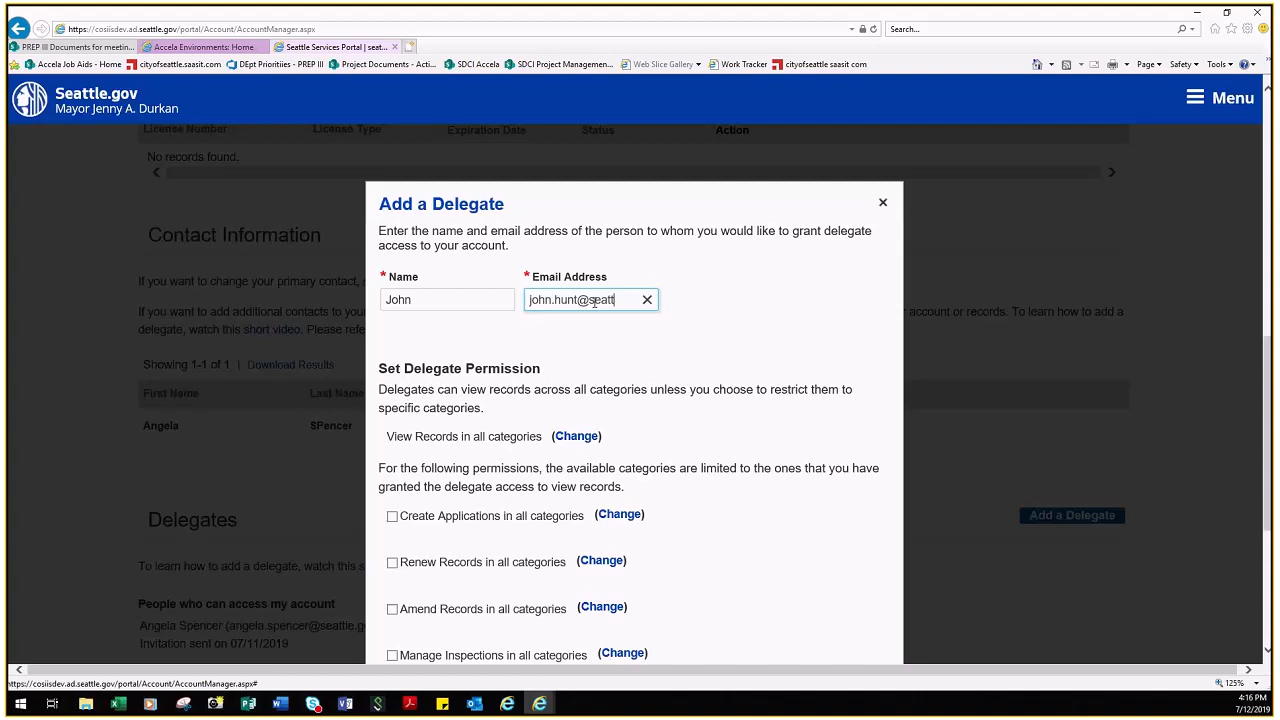 https://cosiisdev.ad.seattle.gov/portal/Account/AccountManager.aspx
Search...
PREP III Documents for meetin...
Accela Environments: Home
Seattle Services Portal | seat...
Accela Job Aids - Home
cityofseattle.saasit.com
DEpt Priorities - PREP III
Project Documents - Acti...
SDCI Accela
SDCI Project Managemen...
Web Slice Gallery
Work Tracker
cityofseattle saasit com
Page
Safety
Tools
Seattle.gov
Mayor Jenny A. Durkan
Menu
License Number
License Type
Expiration Date
Status
Action
No records found.
Add a Delegate
Enter the name and email address of the person to whom you would like to grant delegate
access to your account.
* Name
* Email Address
John
john.hunt@seatt
Contact Information
If you want to change your primary contact,
If you want to add additional contacts to your
account or records. To learn how to add a
delegate, watch this short video. Please refe
Showing 1-1 of 1 | Download Results
First Name
Last Name
Angela
SPencer
Set Delegate Permission
Delegates can view records across all categories unless you choose to restrict them to
specific categories.
View Records in all categories (Change)
For the following permissions, the available categories are limited to the ones that you have
granted the delegate access to view records.
Create Applications in all categories (Change)
Renew Records in all categories (Change)
Amend Records in all categories (Change)
Manage Inspections in all categories (Change)
Delegates
Add a Delegate
To learn how to add a delegate, watch this s
People who can access my account
Angela Spencer (angela.spencer@seattle.g
Invitation sent on 07/11/2019
https://cosiisdev.ad.seattle.gov/portal/Account/AccountManager.aspx#
125%
4:16 PM
7/12/2019